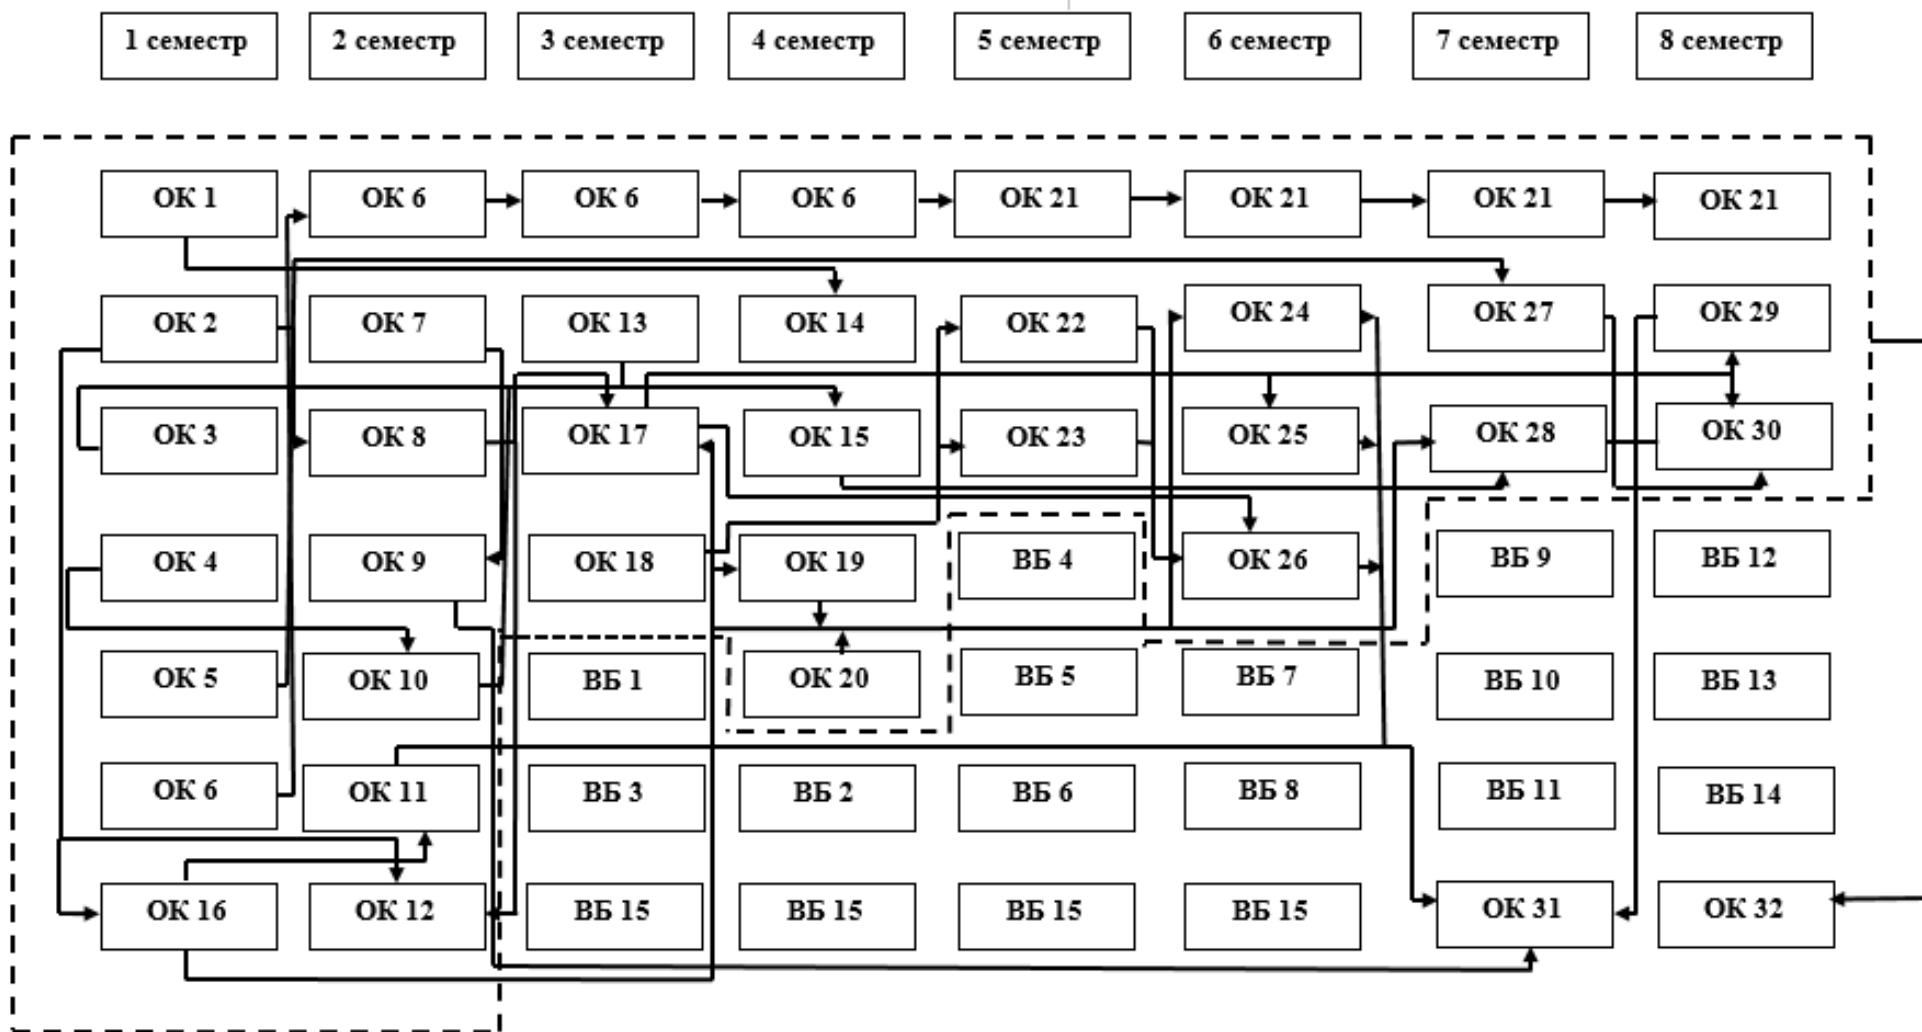 1 семестр 2 семестр 3 семестр 4 семестр 5 семестр 6 семестр 7 семестр 8 семестр
ОК 1 ОК 6 ОК 6 ОК 6 ОК 21 ОК 21 ОК 21 ОК 21
ОК 2 ОК 7 ОК 13 ОК 14 ОК 22 ОК 24 ОК 27 ОК 29
ОК 3 ОК 8 ОК 17 ОК 15 ОК 23 ОК 25 ОК 28 ОК 30
ОК 4 ОК 9 ОК 18 ОК 19 ВБ 4 ОК 26 ВБ 9 ВБ 12
ОК 5 ОК 10 ВБ 1 ОК 20 ВБ 5 ВБ 7 ВБ 10 ВБ 13
ОК 6 ОК 11 ВБ 3 ВБ 2 ВБ 6 ВБ 8 ВБ 11 ВБ 14
ОК 16 ОК 12 ВБ 15 ВБ 15 ВБ 15 ВБ 15 ОК 31 ОК 32